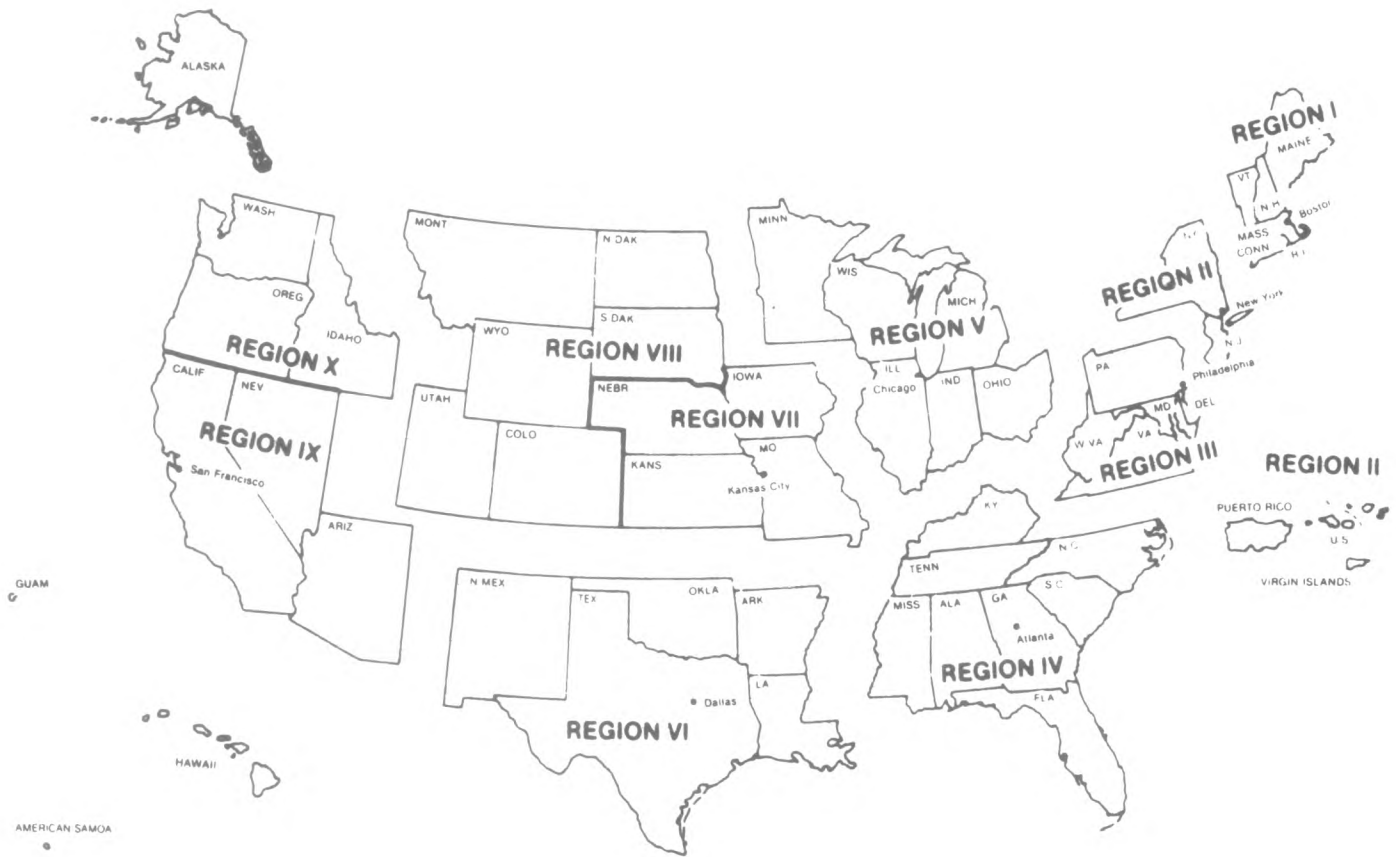 ALASKA
REGION I
MAINE
VT
N.H.
Boston
MASS
CONN
WASH
MONT
N DAK
MINN
WIS
MICH
REGION II
New York
N.J.
OREG
IDAHO
WYO
S DAK
REGION V
REGION X
REGION VIII
CALIF
NEV
UTAH
NEBR
IOWA
ILL
Chicago
IND
OHIO
PA
Philadelphia
MD
DEL
REGION VII
REGION IX
COLO
W VA
VA
REGION III
San Francisco
KANS
MO
Kansas City
REGION II
PUERTO RICO
U.S.
VIRGIN ISLANDS
ARIZ
KY
N.C.
TENN
S.C.
GUAM
N MEX
TEX
OKLA
ARK
MISS
ALA
GA
Atlanta
LA
Dallas
REGION IV
FLA
REGION VI
HAWAII
AMERICAN SAMOA